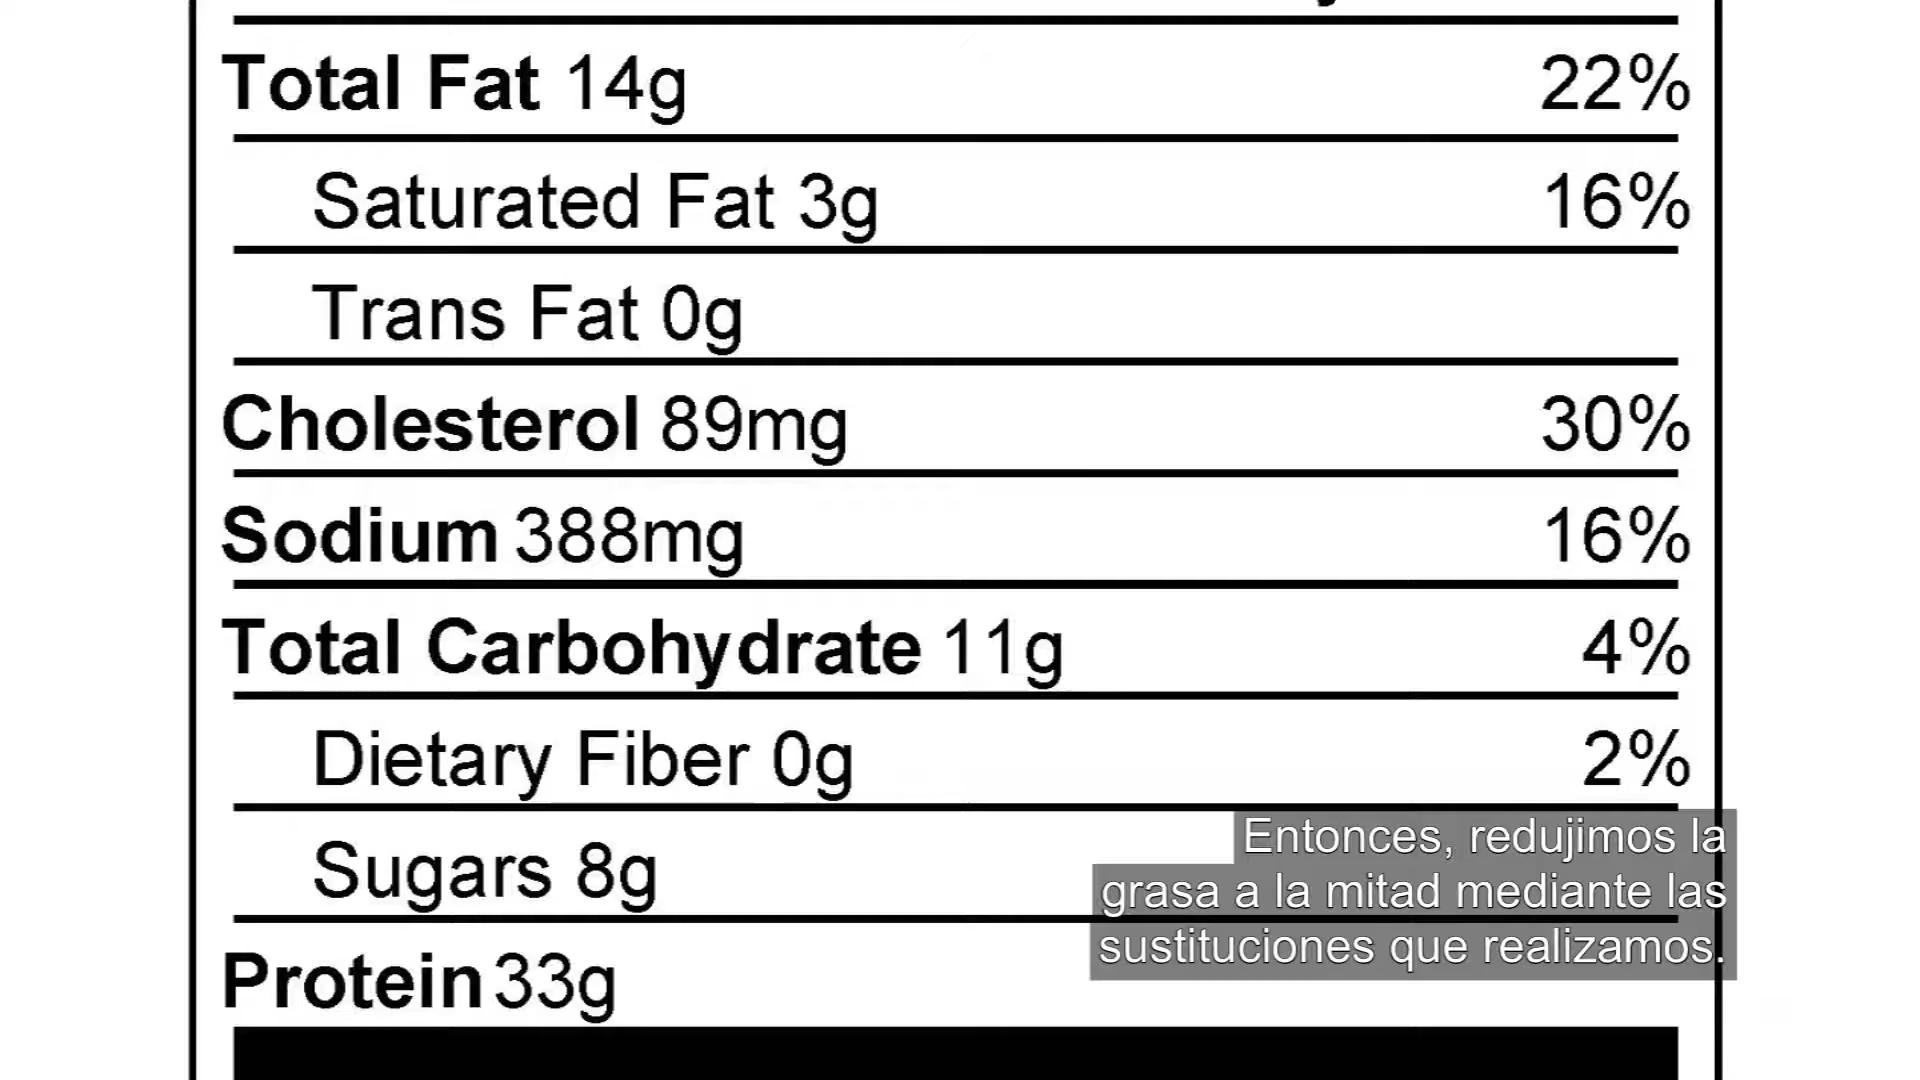 Total Fat 14g 22%
Saturated Fat 3g 16%
Trans Fat 0g
Cholesterol 89mg 30%
Sodium 388mg 16%
Total Carbohydrate 11g 4%
Dietary Fiber 0g 2%
Sugars 8g
Protein 33g
Entonces, redujimos la
grasa a la mitad mediante las
sustituciones que realizamos.